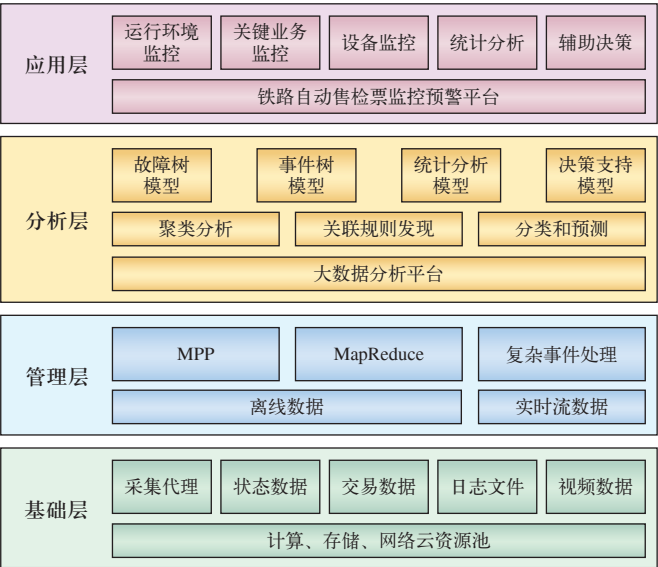 应用层
运行环境
监控
关键业务
监控
设备监控
统计分析
辅助决策
铁路自动售检票监控预警平台
分析层
故障树
模型
事件树
模型
统计分析
模型
决策支持
模型
聚类分析
关联规则发现
分类和预测
大数据分析平台
管理层
MPP
MapReduce
复杂事件处理
离线数据
实时流数据
基础层
采集代理
状态数据
交易数据
日志文件
视频数据
计算、存储、网络云资源池